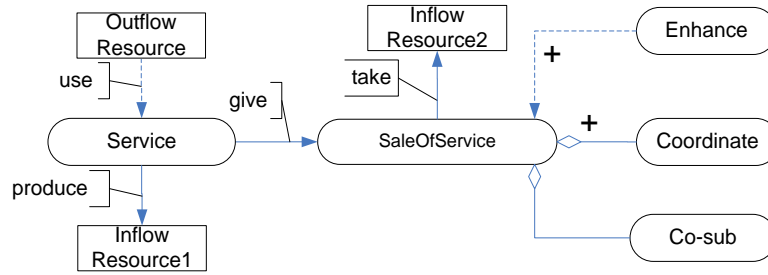 Outflow
Resource
Inflow
Resource2
Enhance
+
use
take
give
Service
SaleOfService
+
Coordinate
produce
Inflow
Resource1
Co-sub